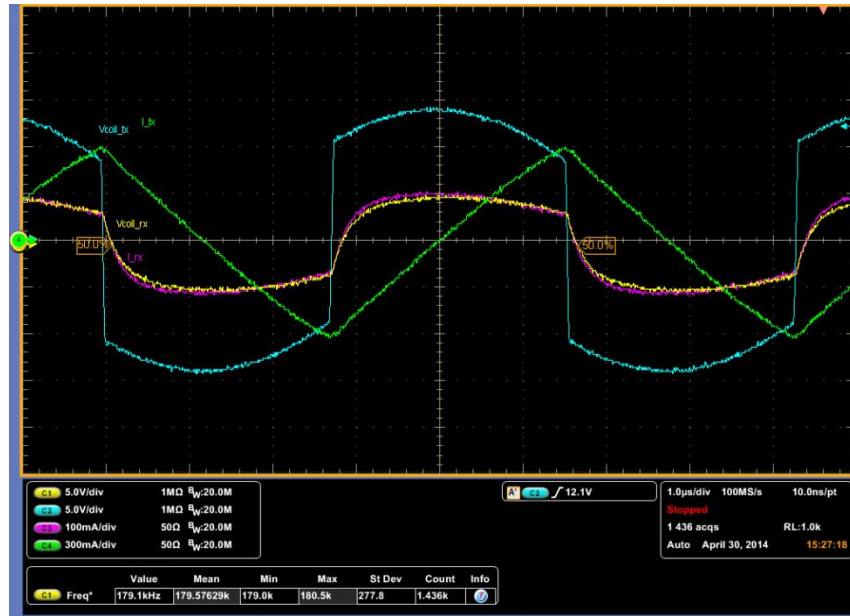 Vcoil_tx
I_tx
Vcoil_rx
50.0%
50.0%
I_rx
C1 5.0V/div 1MΩ BW:20.0M
C2 5.0V/div 1MΩ BW:20.0M
C3 100mA/div 50Ω BW:20.0M
C4 300mA/div 50Ω BW:20.0M
A' C2 12.1V
1.0µs/div 100MS/s 10.0ns/pt
Stopped
1 436 acqs RL:1.0k
Auto April 30, 2014 15:27:18
Value Mean Min Max St Dev Count Info
C1 Freq* 179.1kHz 179.57629k 179.0k 180.5k 277.8 1.436k